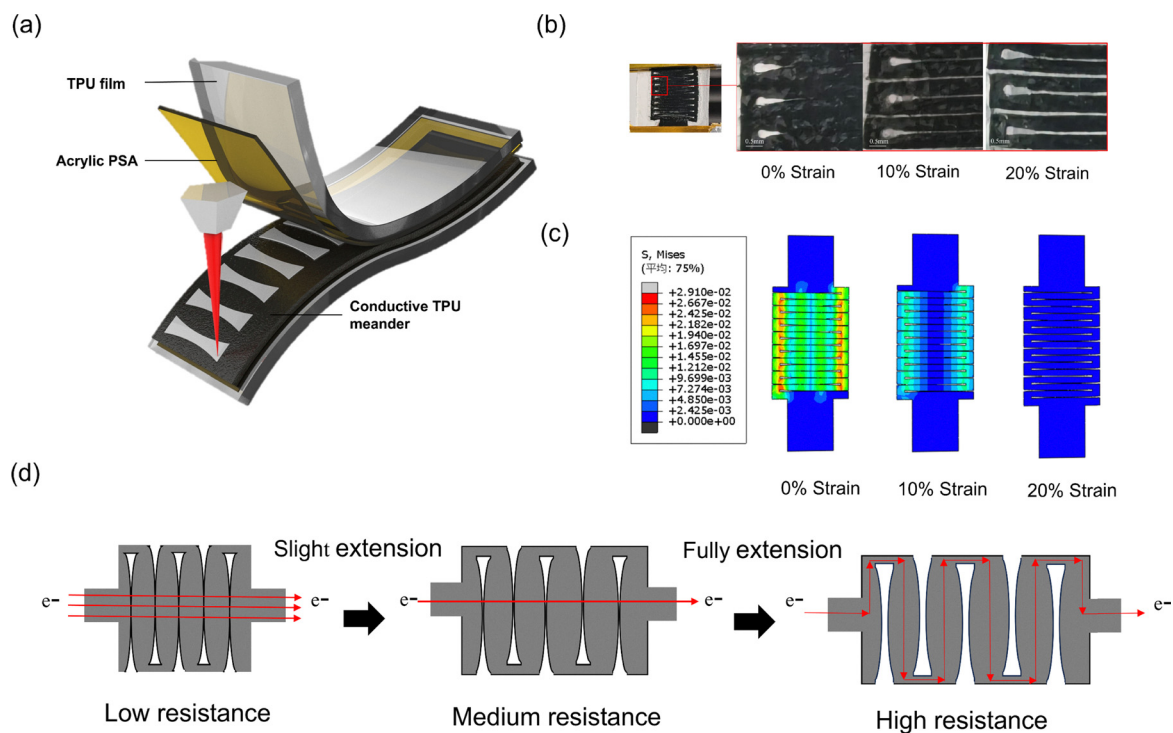 (a)
TPU film
Acrylic PSA
Conductive TPU
meander
(b)
0.5mm
0.5mm
0.5mm
0% Strain
10% Strain
20% Strain
(c)
S, Mises
(平均: 75%)
+2.910e-02
+2.667e-02
+2.425e-02
+2.182e-02
+1.940e-02
+1.697e-02
+1.455e-02
+1.212e-02
+9.699e-03
+7.274e-03
+4.850e-03
+2.425e-03
+0.000e+00
0% Strain
10% Strain
20% Strain
(d)
Slight extension
Fully extension
e-
e-
e-
e-
e-
e-
Low resistance
Medium resistance
High resistance